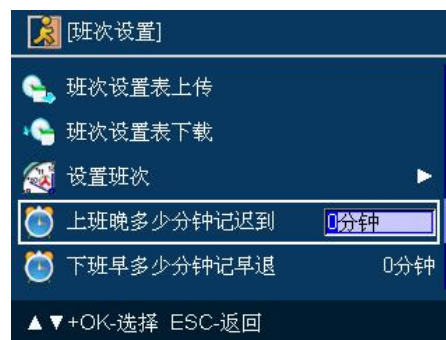 [班次设置]
班次设置表上传
班次设置表下载
设置班次
上班晚多少分钟记迟到 0分钟
下班早多少分钟记早退 0分钟
▲▼+OK-选择 ESC-返回